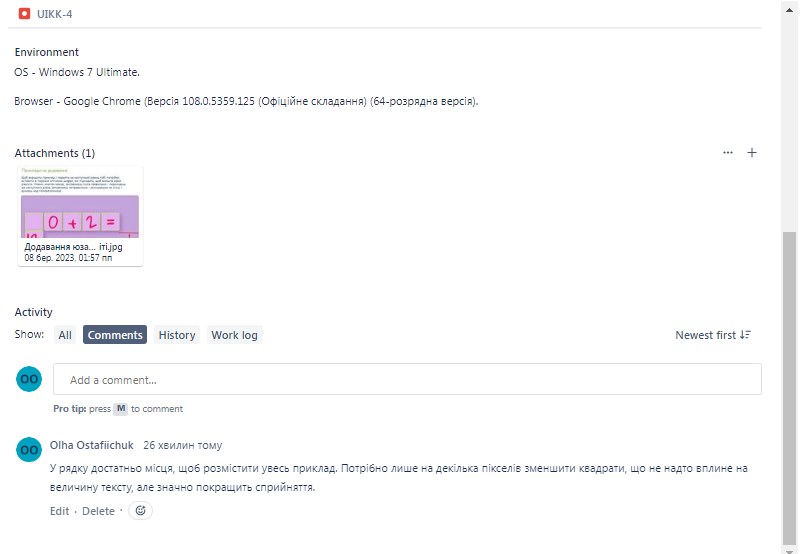 UIKK-4
Environment
OS - Windows 7 Ultimate.
Browser - Google Chrome (Версія 108.0.5359.125 (Офіційне складання) (64-розрядна версія).
Attachments (1)
0 + 2 =
Додавання юза... іті.jpg
08 бер. 2023, 01:57 пп
Activity
Show: All Comments History Work log Newest first
OO Add a comment...
Pro tip: press M to comment
OO Olha Ostafiichuk 26 хвилин тому
У рядку достатньо місця, щоб розмістити увесь приклад. Потрібно лише на декілька пікселів зменшити квадрати, що не надто вплине на
величину тексту, але значно покращить сприйняття.
Edit · Delete ·